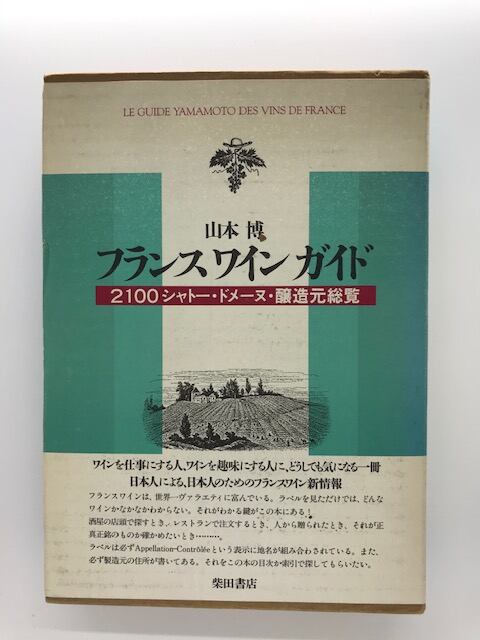 LE GUIDE YAMAMOTO DES VINS DE FRANCE
山本 博
フランスワインガイド
2100シャトー・ドメーヌ・醸造元総覧
ワインを仕事にする人、ワインを趣味にする人に、どうしても気になる一冊
日本人による、日本人のためのフランスワイン新情報
フランスワインは、世界一ヴァラエティに富んでいる。ラベルを見ただけでは、どんな
ワインかなかなかわからない。それがわかる鍵がこの本にある!
酒屋の店頭で探すとき、レストランで注文するとき、人から贈られたとき、それが正
真正銘のものか確かめたいとき………。
ラベルは必ずAppellation-Contrôléeという表示に地名が組み合わされている。また、
必ず製造元の住所が書いてある。それをこの本の目次か索引で探してもらいたい。
柴田書店